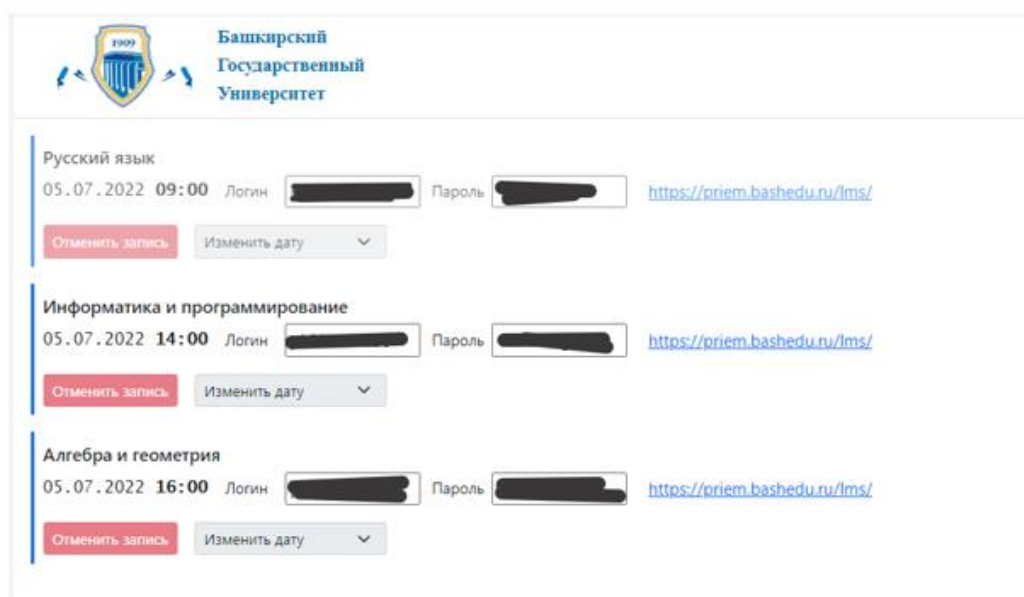 1909
Башкирский
Государственный
Университет
Русский язык
05.07.2022 09:00 Логин Пароль https://priem.bashedu.ru/lms/
Отменить запись Изменить дату
Информатика и программирование
05.07.2022 14:00 Логин Пароль https://priem.bashedu.ru/lms/
Отменить запись Изменить дату
Алгебра и геометрия
05.07.2022 16:00 Логин Пароль https://priem.bashedu.ru/lms/
Отменить запись Изменить дату